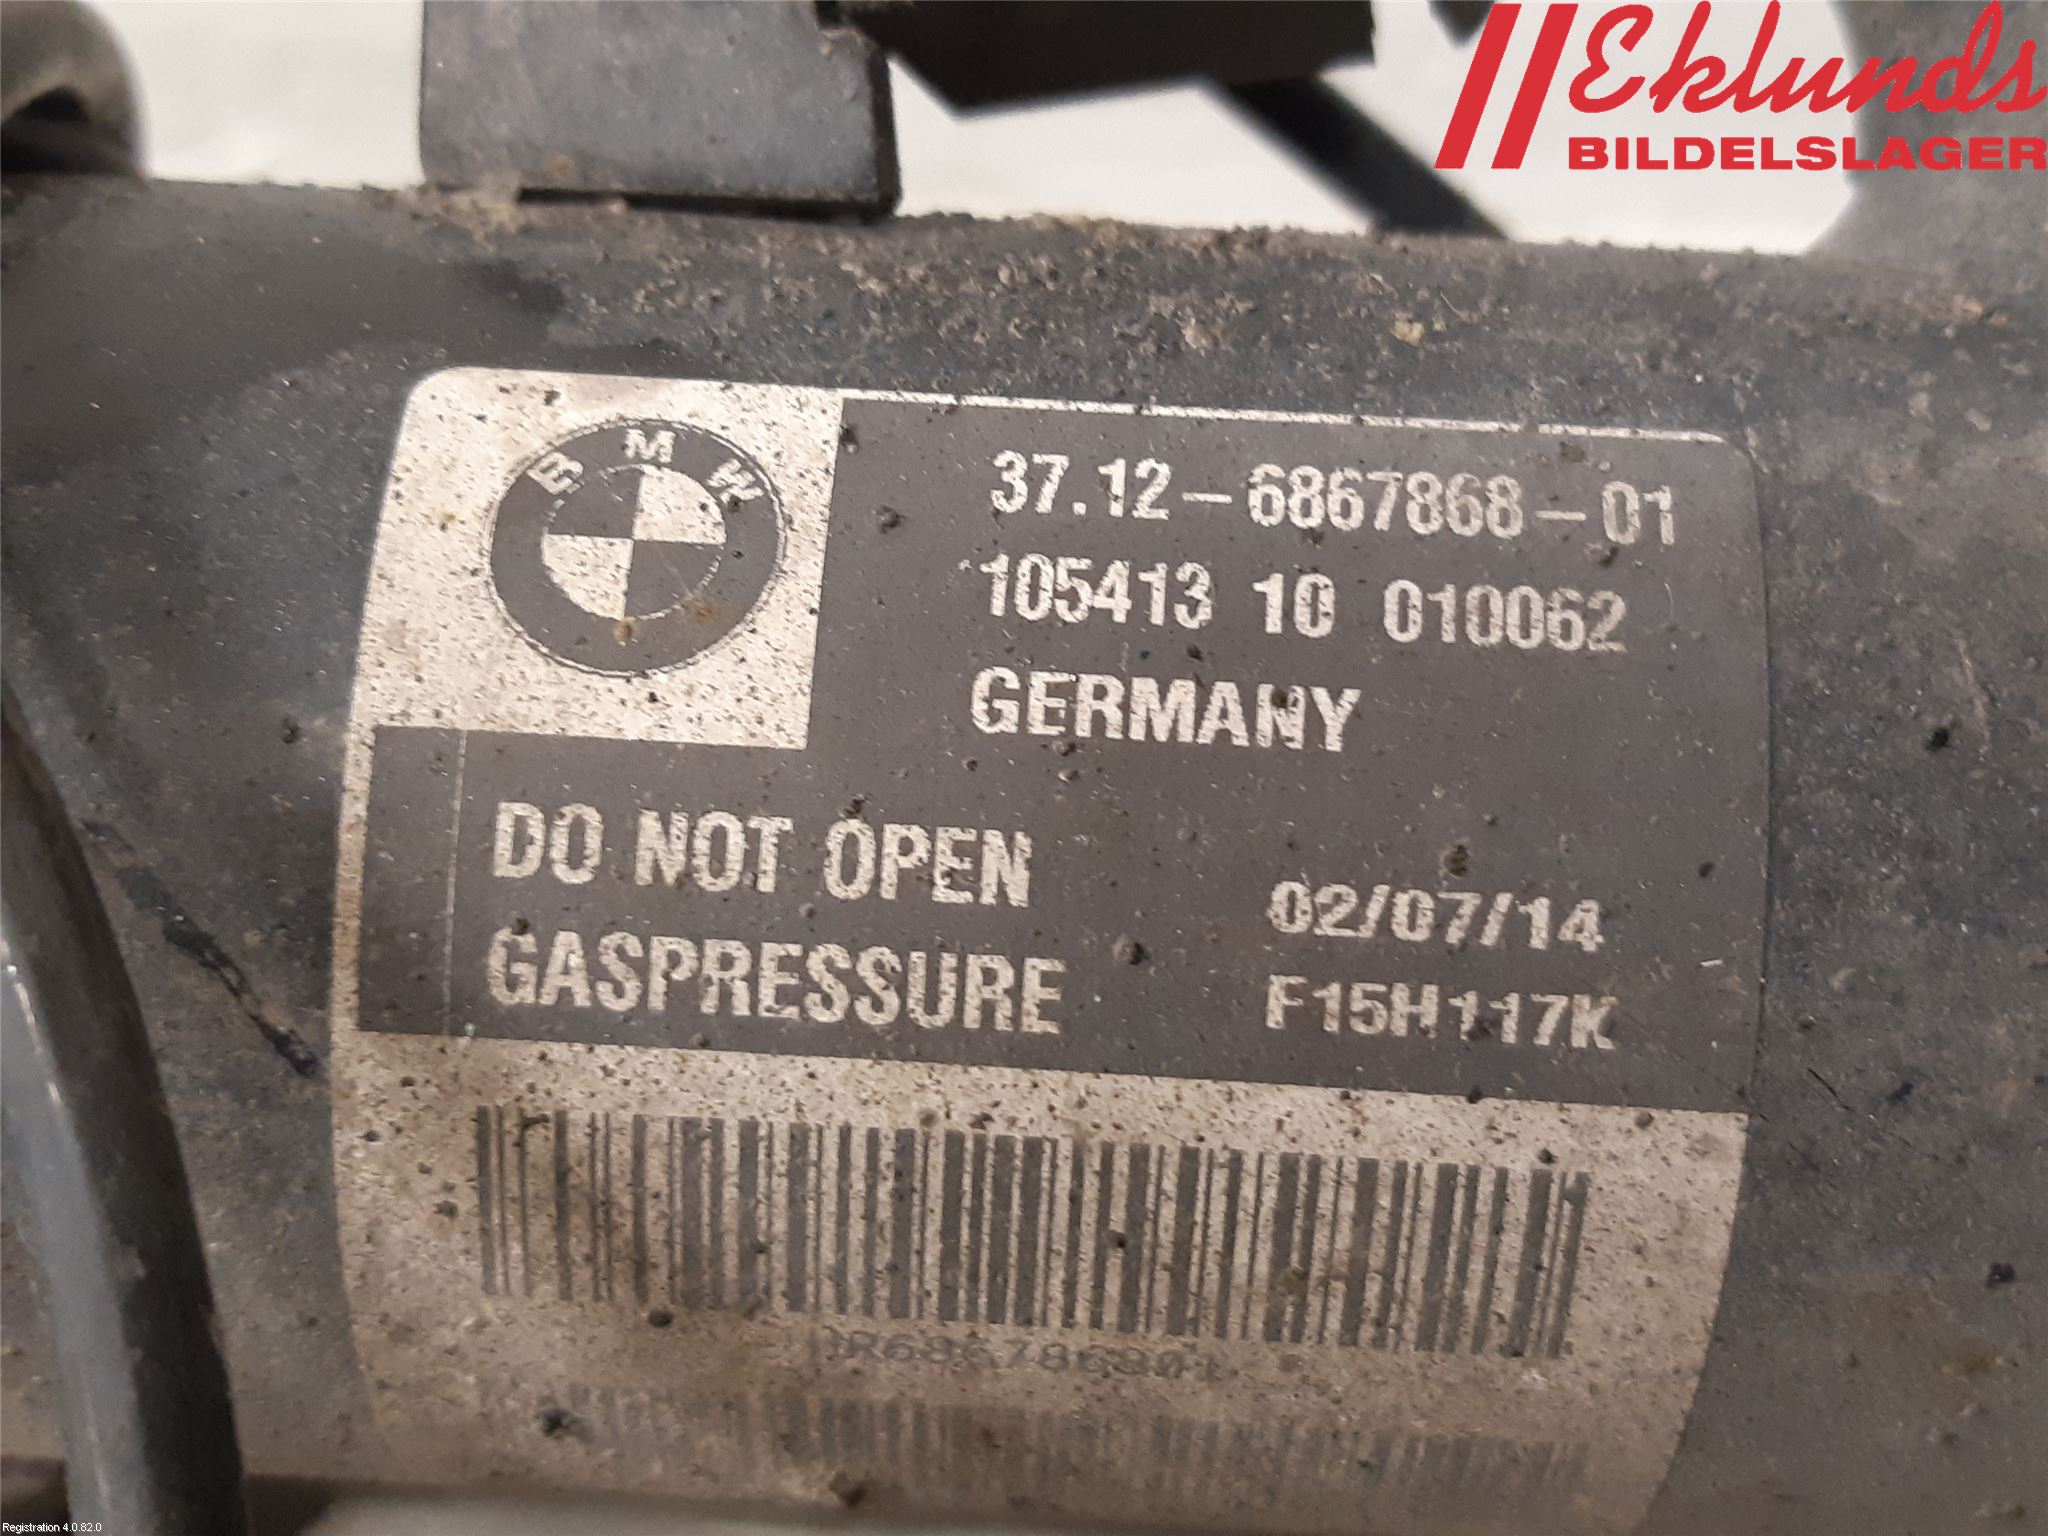 Eklunds
BILDELSLAGER
BMW
37.12-6867868-01
105413 10 010062
GERMANY
DO NOT OPEN
02/07/14
GASPRESSURE
F15H117K
Registration 4.0.82.0